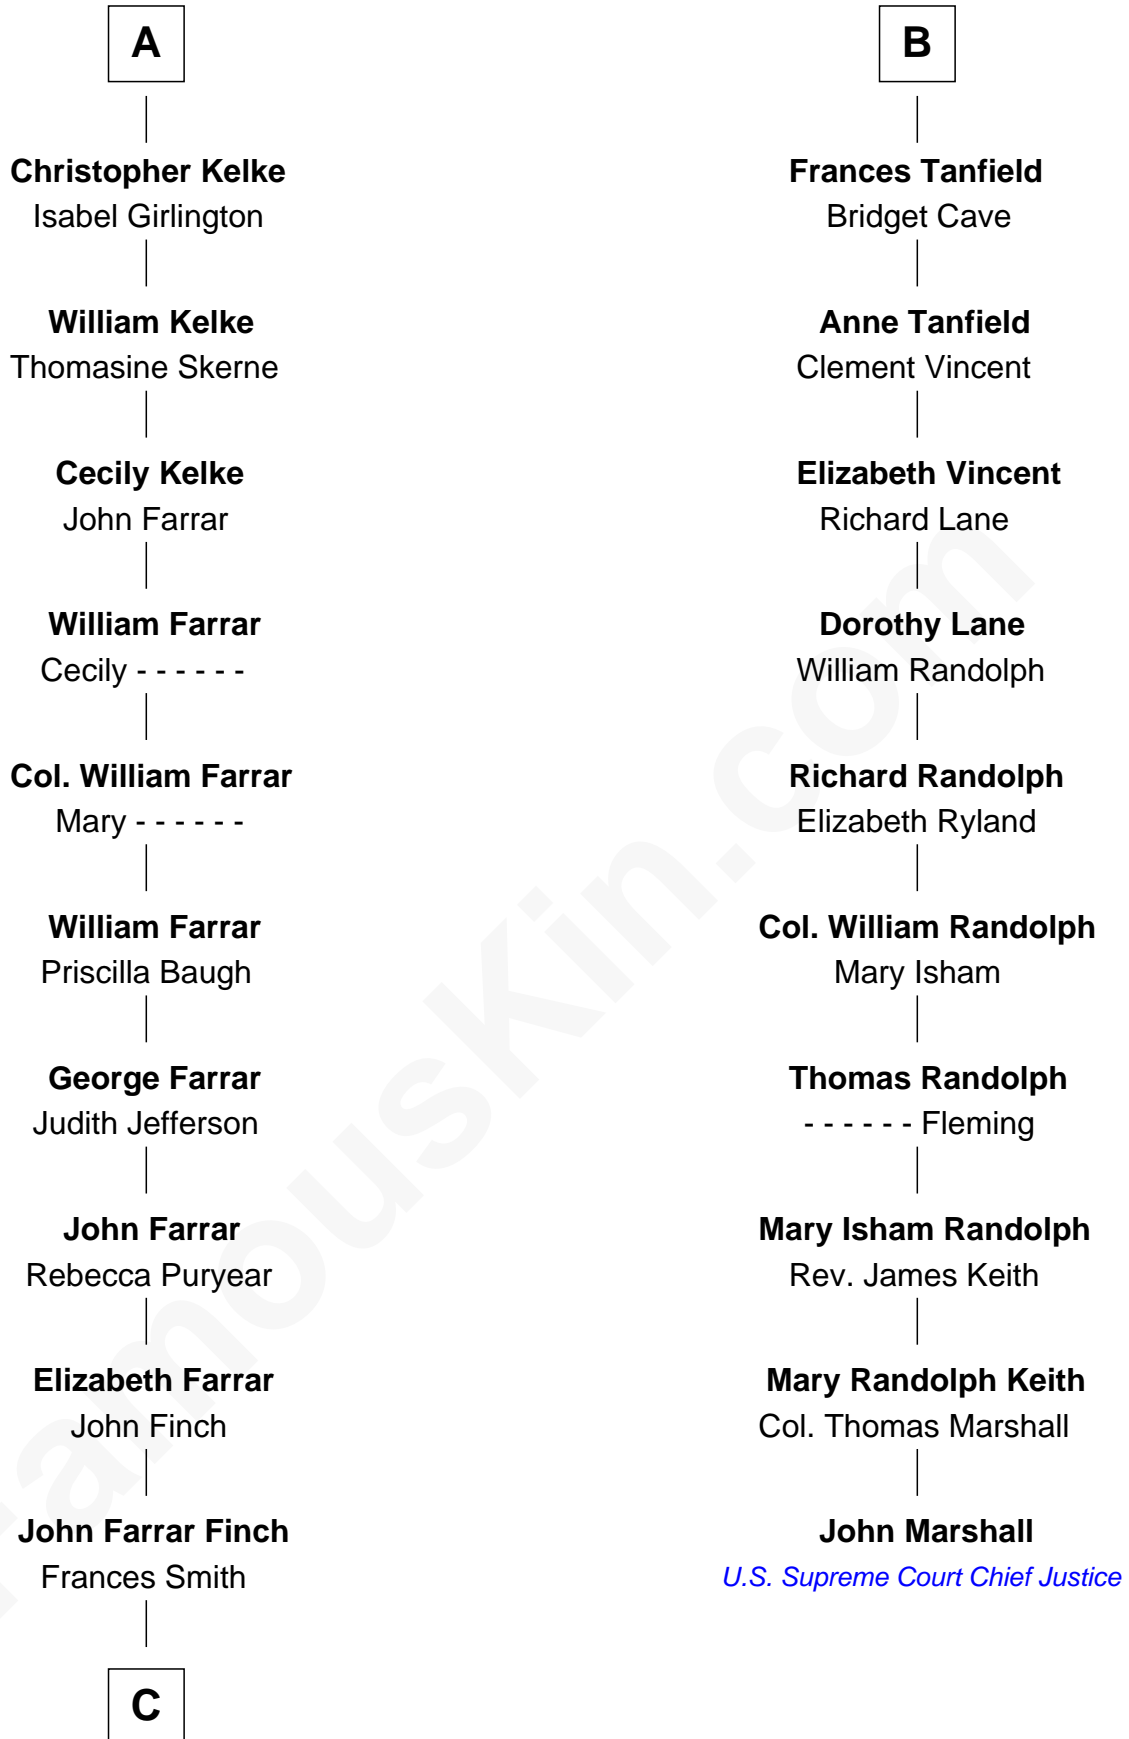 A
Christopher Kelke
Isabel Girlington
William Kelke
Thomasine Skerne
Cecily Kelke
John Farrar
William Farrar
Cecily - - - - - -
Col. William Farrar
Mary - - - - - -
William Farrar
Priscilla Baugh
George Farrar
Judith Jefferson
John Farrar
Rebecca Puryear
Elizabeth Farrar
John Finch
John Farrar Finch
Frances Smith
C
B
Frances Tanfield
Bridget Cave
Anne Tanfield
Clement Vincent
Elizabeth Vincent
Richard Lane
Dorothy Lane
William Randolph
Richard Randolph
Elizabeth Ryland
Col. William Randolph
Mary Isham
Thomas Randolph
- - - - - - Fleming
Mary Isham Randolph
Rev. James Keith
Mary Randolph Keith
Col. Thomas Marshall
John Marshall
U.S. Supreme Court Chief Justice
FamousKin.com